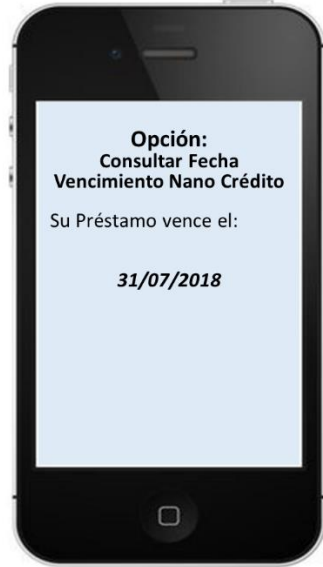 Opción:
Consultar Fecha
Vencimiento Nano Crédito
Su Préstamo vence el:
31/07/2018